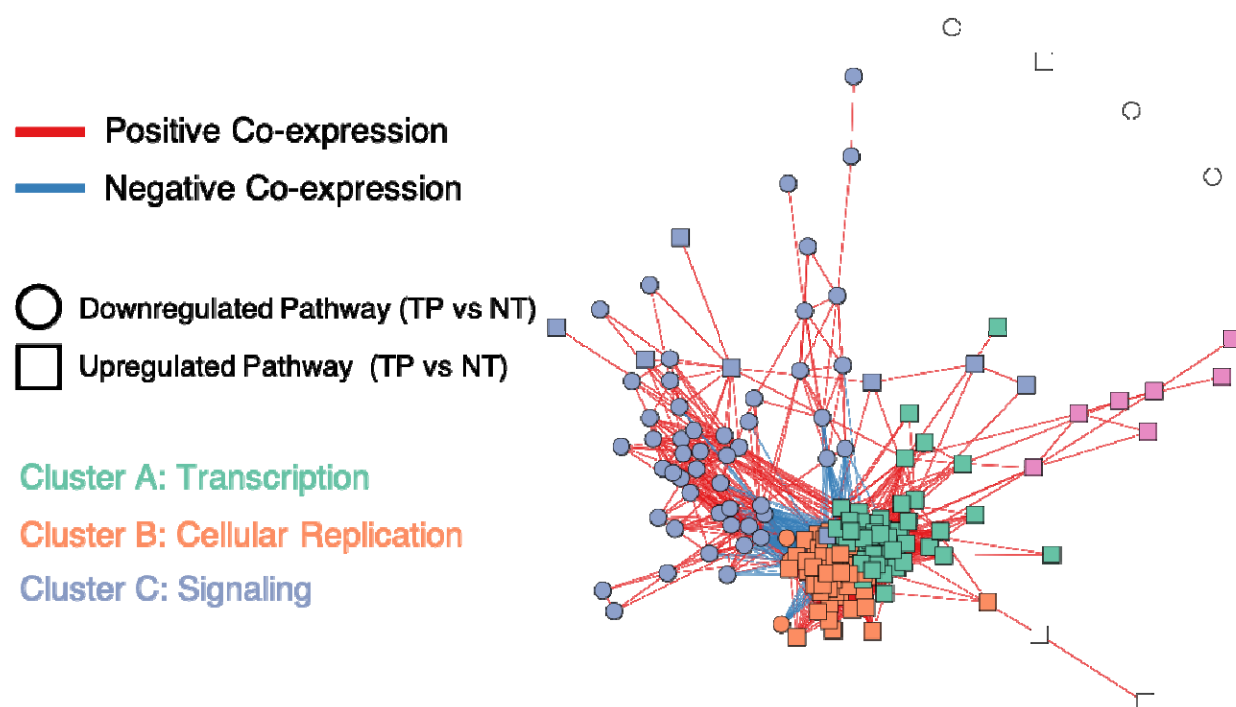 Positive Co-expression
Negative Co-expression
Downregulated Pathway (TP vs NT)
Upregulated Pathway (TP vs NT)
Cluster A: Transcription
Cluster B: Cellular Replication
Cluster C: Signaling